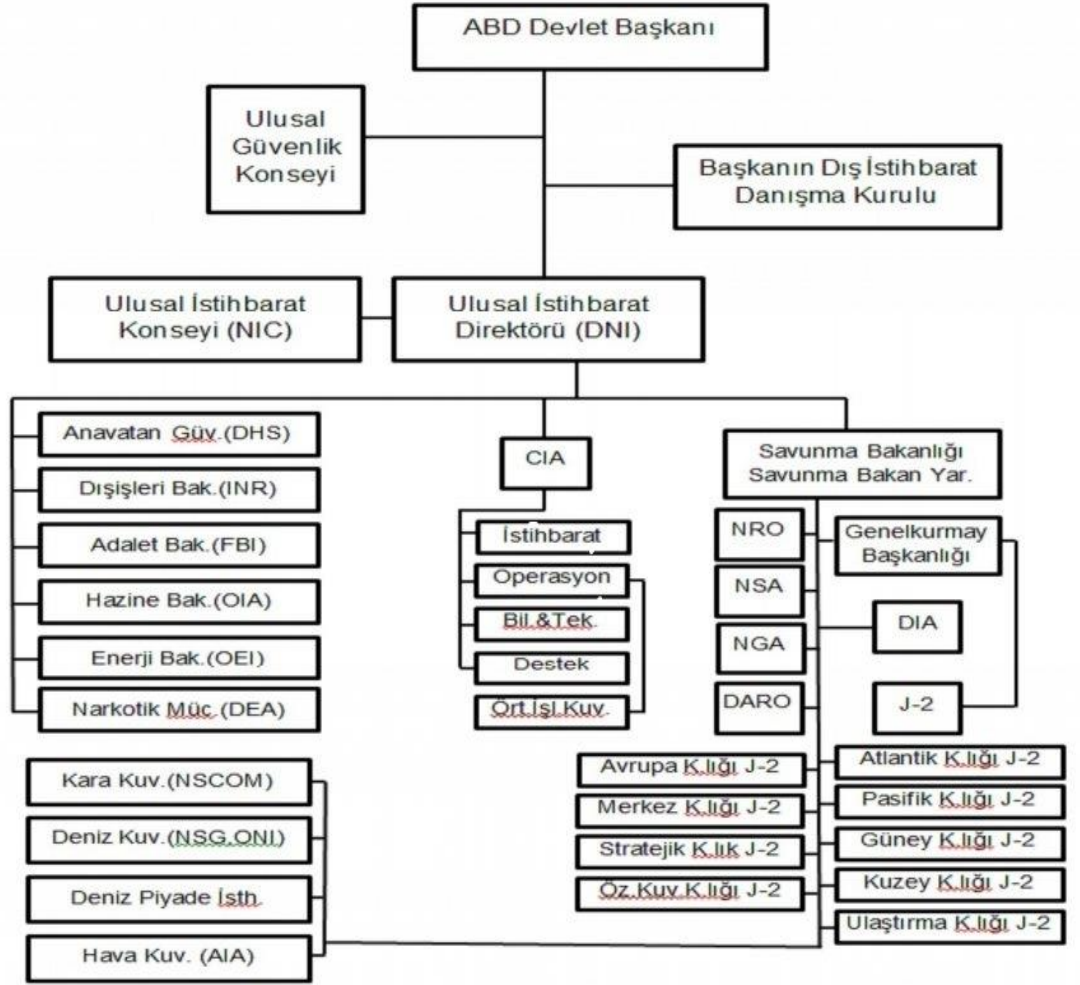 ABD Devlet Başkanı
Ulusal
Güvenlik
Konseyi
Başkanın Dış İstihbarat
Danışma Kurulu
Ulusal İstihbarat
Konseyi (NIC)
Ulusal İstihbarat
Direktörü (DNI)
Anavatan Güv.(DHS)
Dışişleri Bak.(INR)
Adalet Bak.(FBI)
Hazine Bak.(OIA)
Enerji Bak.(OEI)
Narkotik Müc.(DEA)
CIA
İstihbarat
Operasyon
Bil.&Tek.
Destek
Ört.İşl.Kuv.
Savunma Bakanlığı
Savunma Bakan Yar.
NRO
NSA
NGA
DARO
Genelkurmay
Başkanlığı
DIA
J-2
Kara Kuv.(NSCOM)
Deniz Kuv.(NSG,ONI)
Deniz Piyade İsth.
Hava Kuv. (AIA)
Avrupa K.lığı J-2
Merkez K.lığı J-2
Stratejik K.lık J-2
Öz.Kuv.K.lığı J-2
Atlantik K.lığı J-2
Pasifik K.lığı J-2
Güney K.lığı J-2
Kuzey K.lığı J-2
Ulaştırma K.lığı J-2